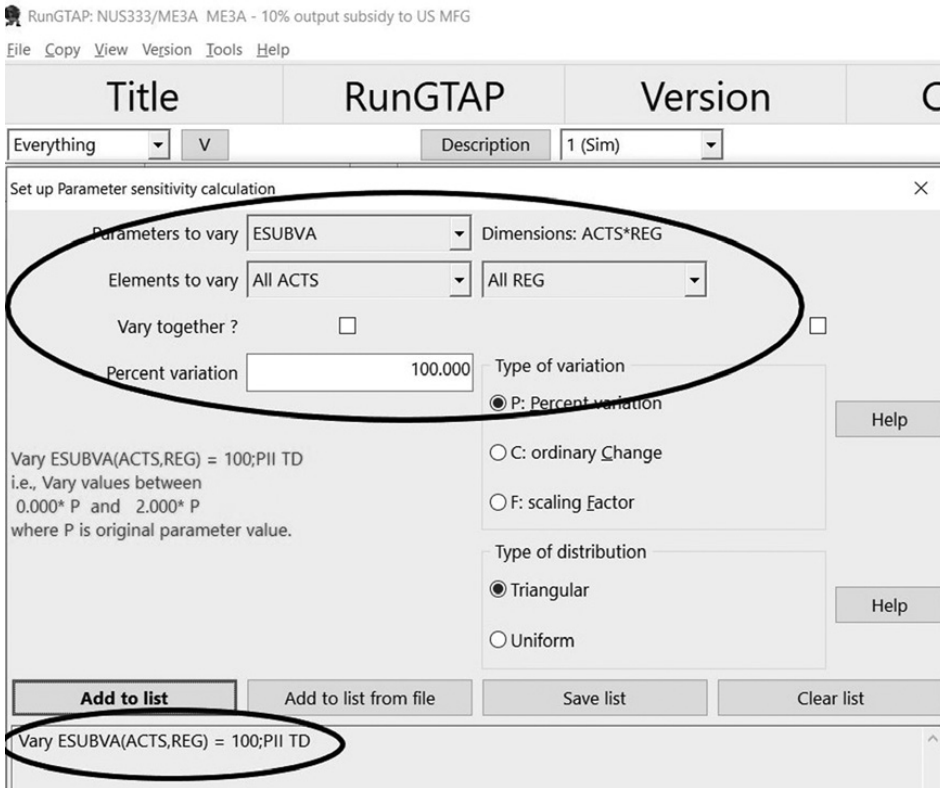 RunGTAP: NUS333/ME3A ME3A - 10% output subsidy to US MFG
File Copy View Version Tools Help
Title RunGTAP Version C
Everything V Description 1 (Sim)
Set up Parameter sensitivity calculation
Parameters to vary ESUBVA Dimensions: ACTS*REG
Elements to vary All ACTS All REG
Vary together ?
Percent variation 100.000
Type of variation
P: Percent variation
Help
C: ordinary Change
F: scaling Factor
Vary ESUBVA(ACTS,REG) = 100;PII TD
i.e., Vary values between
0.000* P and 2.000* P
where P is original parameter value.
Type of distribution
Triangular
Help
Uniform
Add to list Add to list from file Save list Clear list
Vary ESUBVA(ACTS,REG) = 100;PII TD